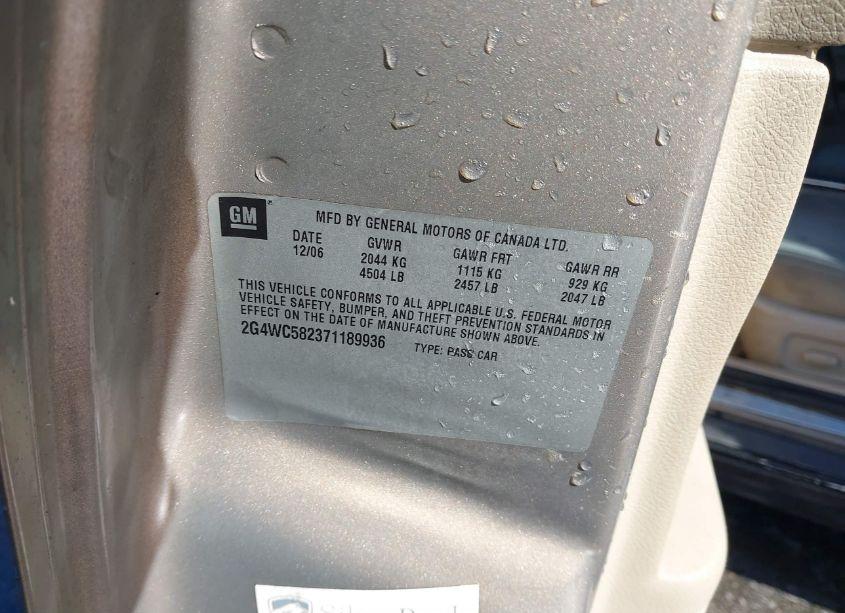 GM
MFD BY GENERAL MOTORS OF CANADA LTD.
DATE GVWR GAWR FRT GAWR RR
12/06 2044 KG 1115 KG 929 KG
4504 LB 2457 LB 2047 LB
THIS VEHICLE CONFORMS TO ALL APPLICABLE U.S. FEDERAL MOTOR
VEHICLE SAFETY, BUMPER, AND THEFT PREVENTION STANDARDS IN
EFFECT ON THE DATE OF MANUFACTURE SHOWN ABOVE.
2G4WC582371189936 TYPE: PASS CAR